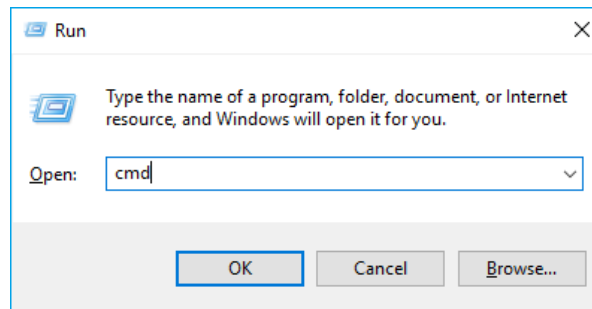 Run
Type the name of a program, folder, document, or Internet
resource, and Windows will open it for you.
Open: cmd
OK Cancel Browse...